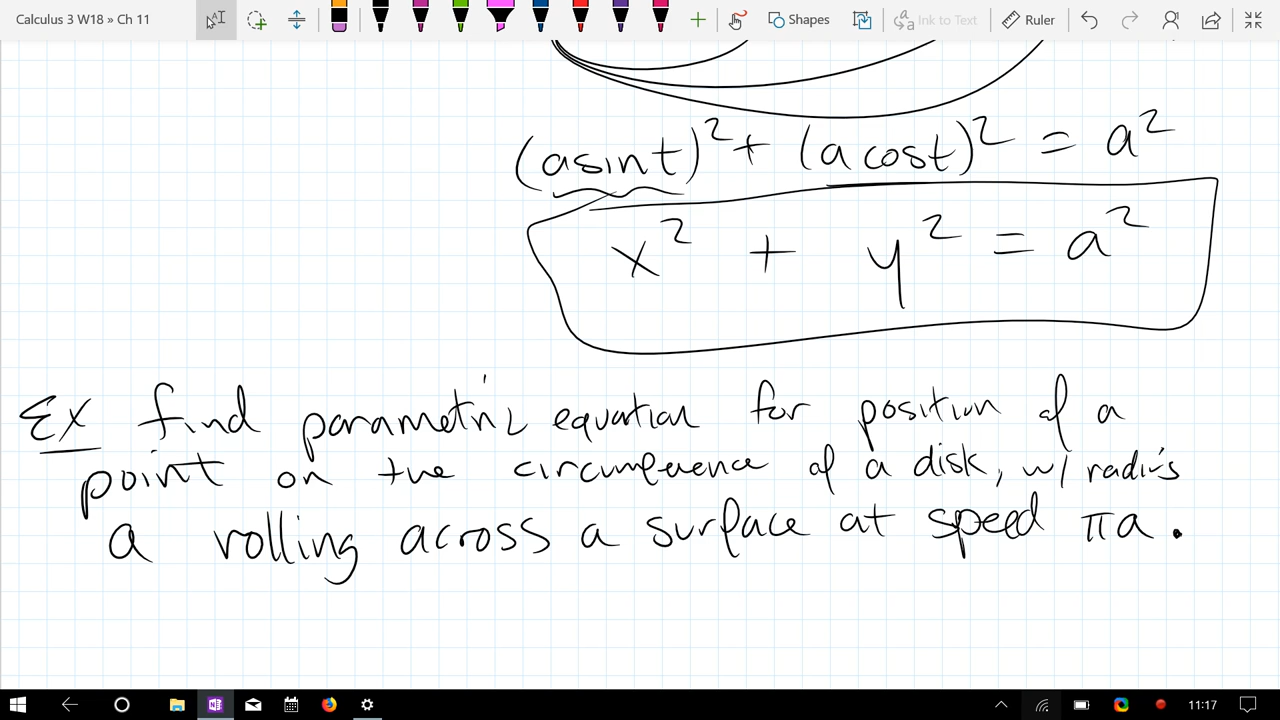 Calculus 3 W18 » Ch 11
Shapes
Ink to Text
Ruler
(a sin t)² + (a cos t)² = a²
x² + y² = a²
Ex find parametric equation for position of a
point on the circumference of a disk, w/ radius
a rolling across a surface at speed πa.
11:17